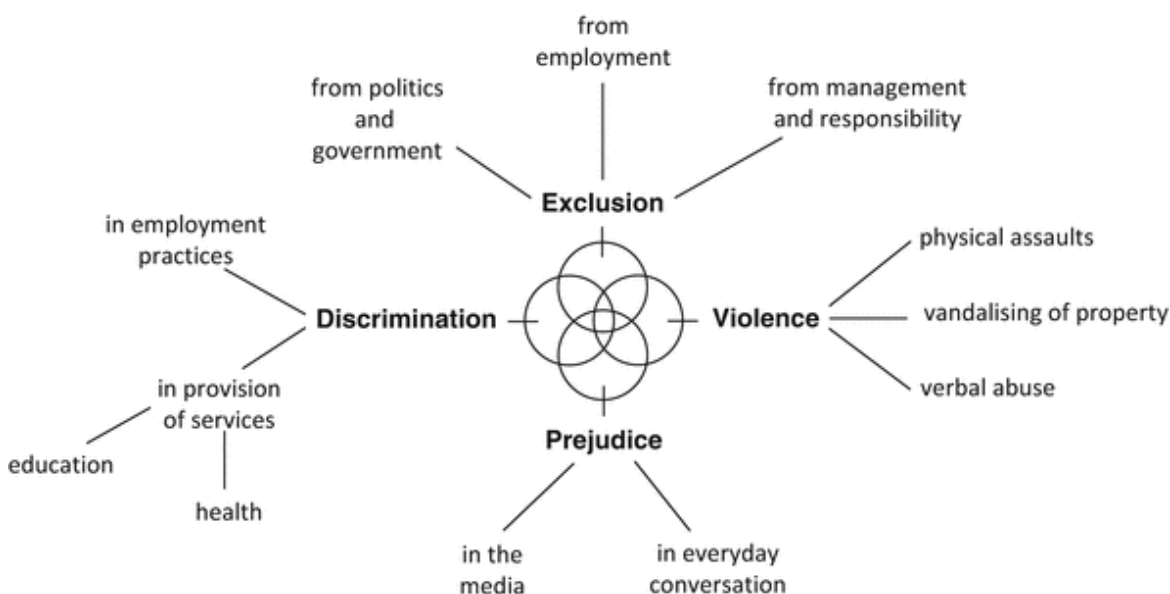 from
employment
from politics
and
government
from management
and responsibility
Exclusion
in employment
practices
physical assaults
Discrimination
Violence
vandalising of property
in provision
of services
verbal abuse
education
health
Prejudice
in the
media
in everyday
conversation